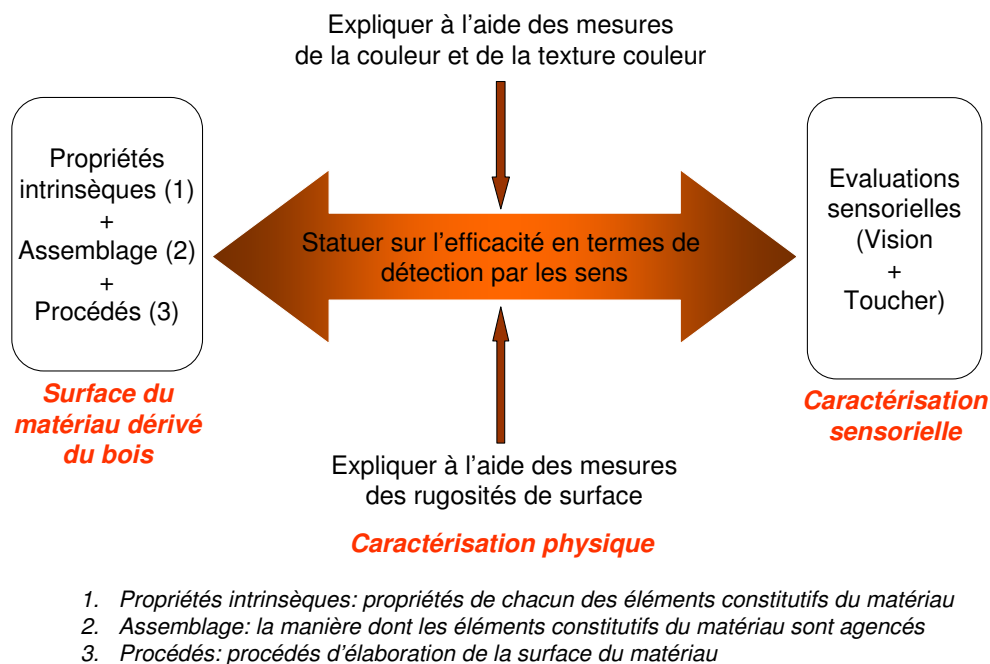 Expliquer à l’aide des mesures
de la couleur et de la texture couleur
Propriétés
intrinsèques (1)
+
Assemblage (2)
+
Procédés (3)
Surface du
matériau dérivé
du bois
Statuer sur l’efficacité en termes de
détection par les sens
Evaluations
sensorielles
(Vision
+
Toucher)
Caractérisation
sensorielle
Expliquer à l’aide des mesures
des rugosités de surface
Caractérisation physique
1. Propriétés intrinsèques: propriétés de chacun des éléments constitutifs du matériau
2. Assemblage: la manière dont les éléments constitutifs du matériau sont agencés
3. Procédés: procédés d’élaboration de la surface du matériau